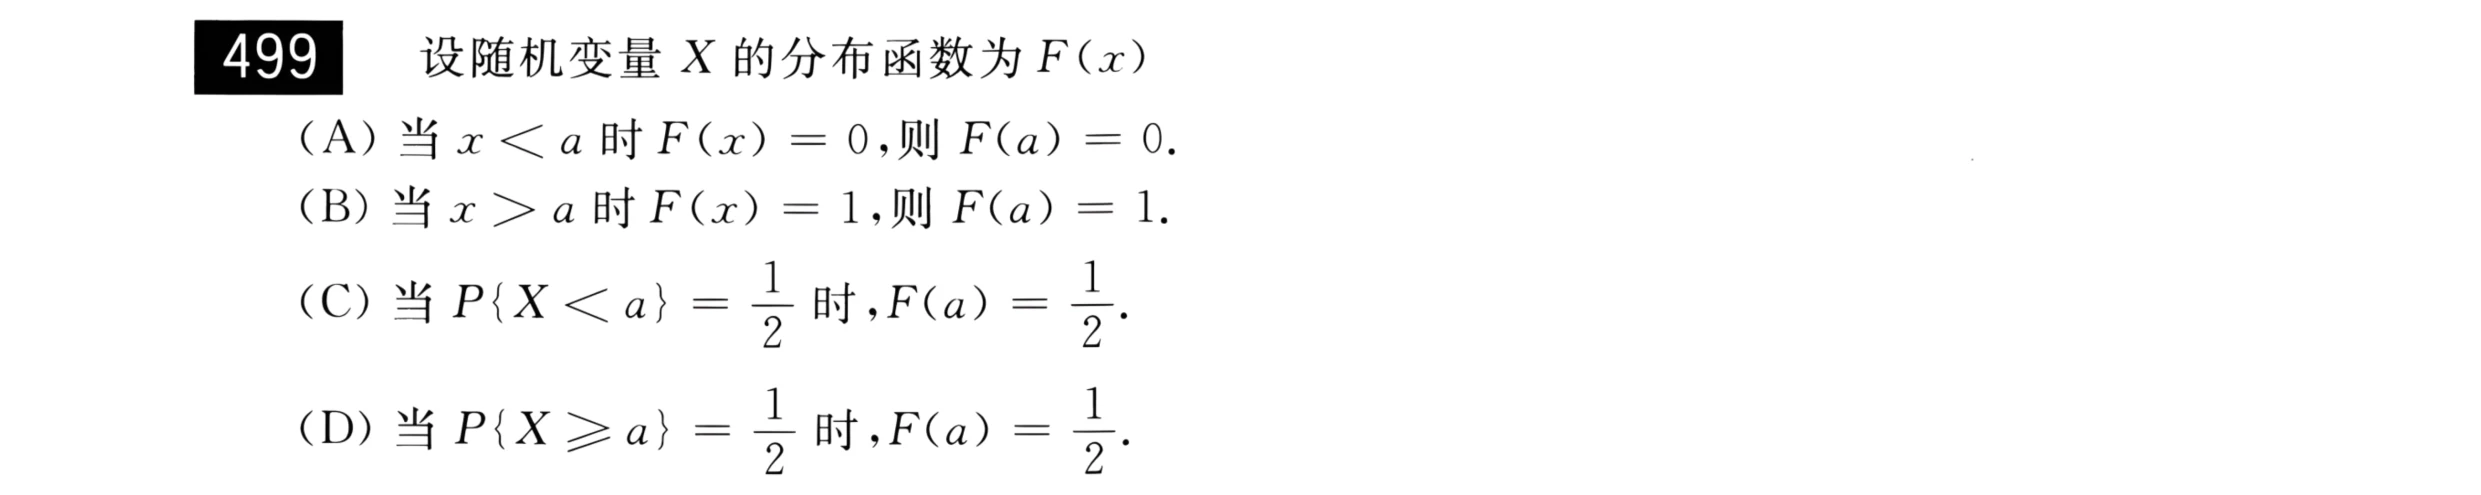 499 设随机变量 X 的分布函数为 F(x)
(A) 当 x < a 时 F(x) = 0,则 F(a) = 0.
(B) 当 x > a 时 F(x) = 1,则 F(a) = 1.
(C) 当 P{X < a} = 1/2 时,F(a) = 1/2.
(D) 当 P{X ⩾ a} = 1/2 时,F(a) = 1/2.